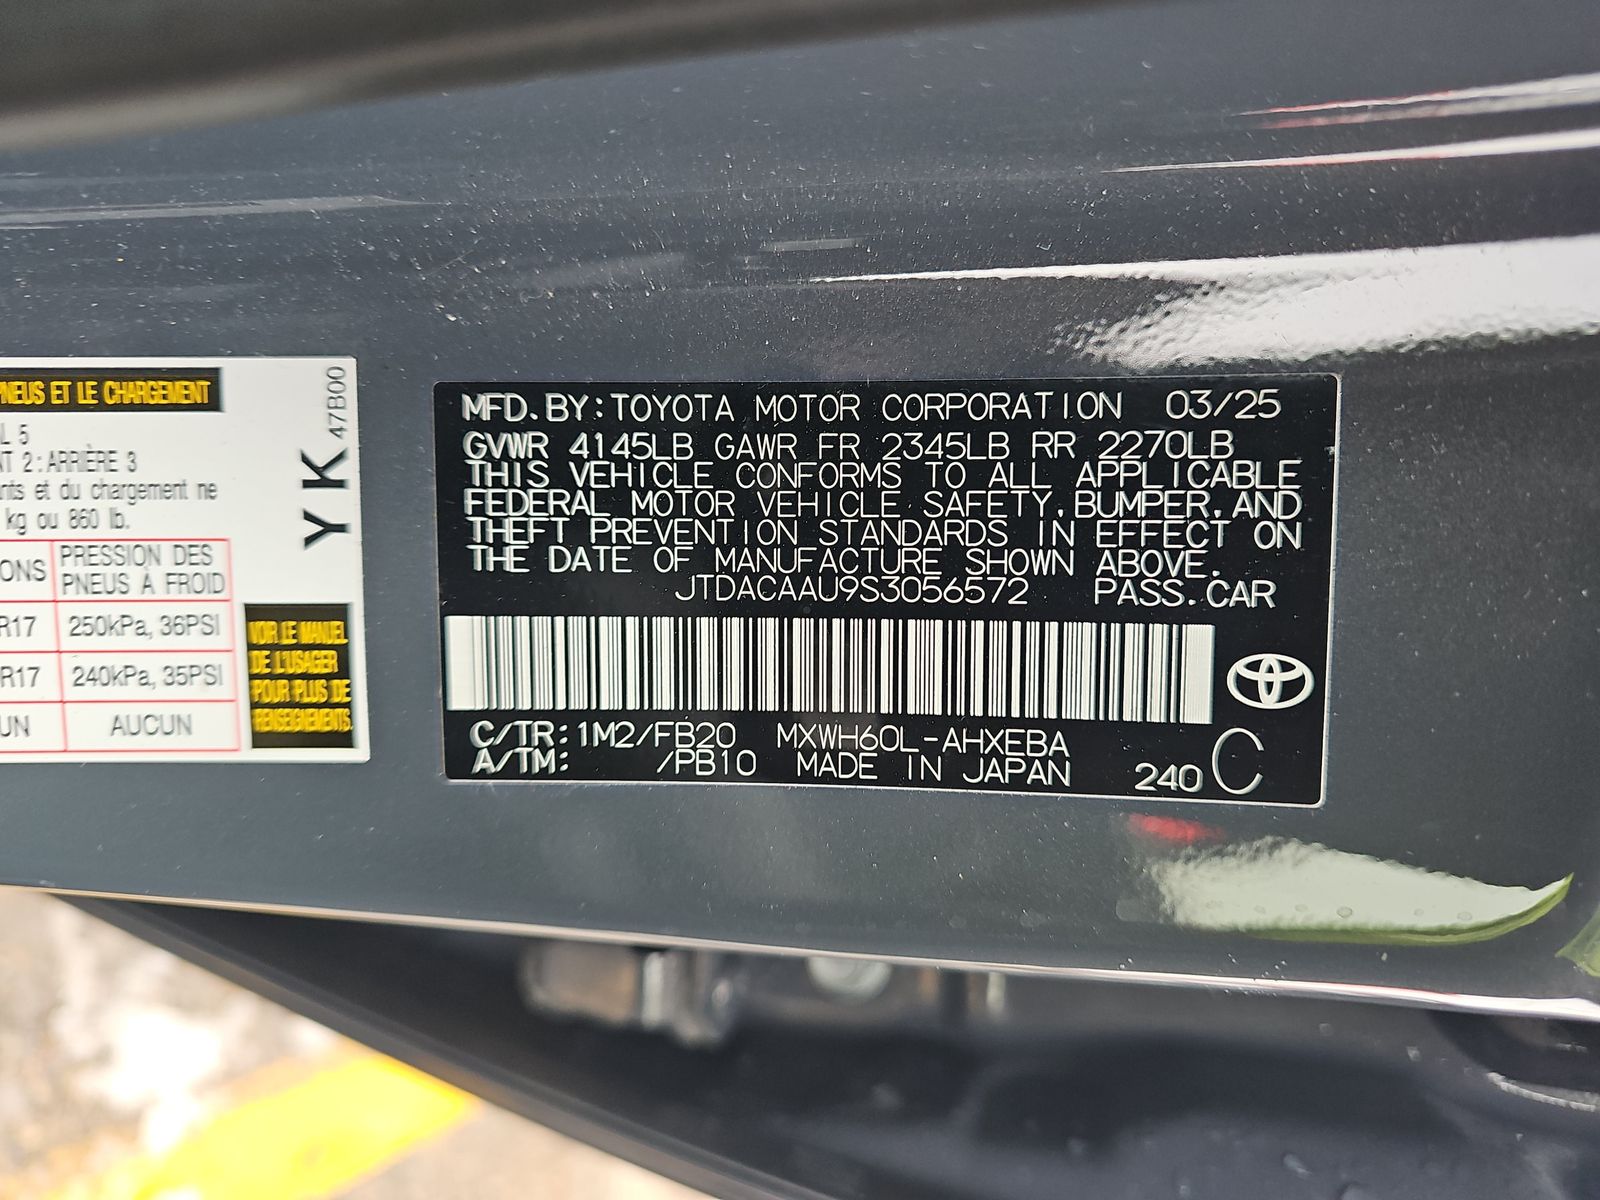 PNEUS ET LE CHARGEMENT
L 5
NT 2 : ARRIÈRE 3
nts et du chargement ne
kg ou 860 lb.
ONS PRESSION DES
PNEUS À FROID
R17 250kPa, 36PSI
R17 240kPa, 35PSI
UN AUCUN
YK 47B00
VOIR LE MANUEL
DE L'USAGER
POUR PLUS DE
RENSEIGNEMENTS.
MFD. BY: TOYOTA MOTOR CORPORATION 03/25
GVWR 4145LB GAWR FR 2345LB RR 2270LB
THIS VEHICLE CONFORMS TO ALL APPLICABLE
FEDERAL MOTOR VEHICLE SAFETY, BUMPER, AND
THEFT PREVENTION STANDARDS IN EFFECT ON
THE DATE OF MANUFACTURE SHOWN ABOVE.
JTDACAAU9S3056572 PASS. CAR
C/TR: 1M2/FB20 MXWH60L-AHXEBA
A/TM: /PB10 MADE IN JAPAN 240 C